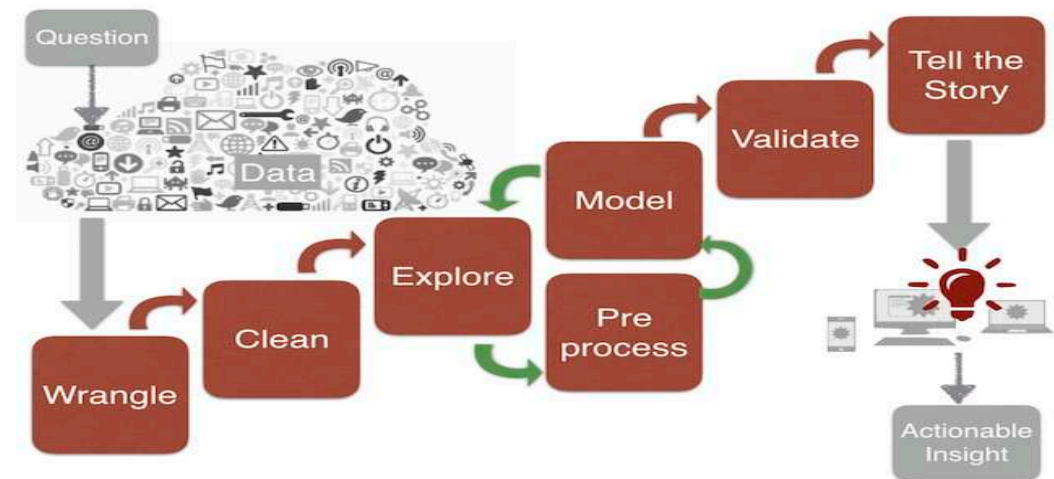 Question
Data
Wrangle
Clean
Explore
Pre
process
Model
Validate
Tell the
Story
Actionable
Insight